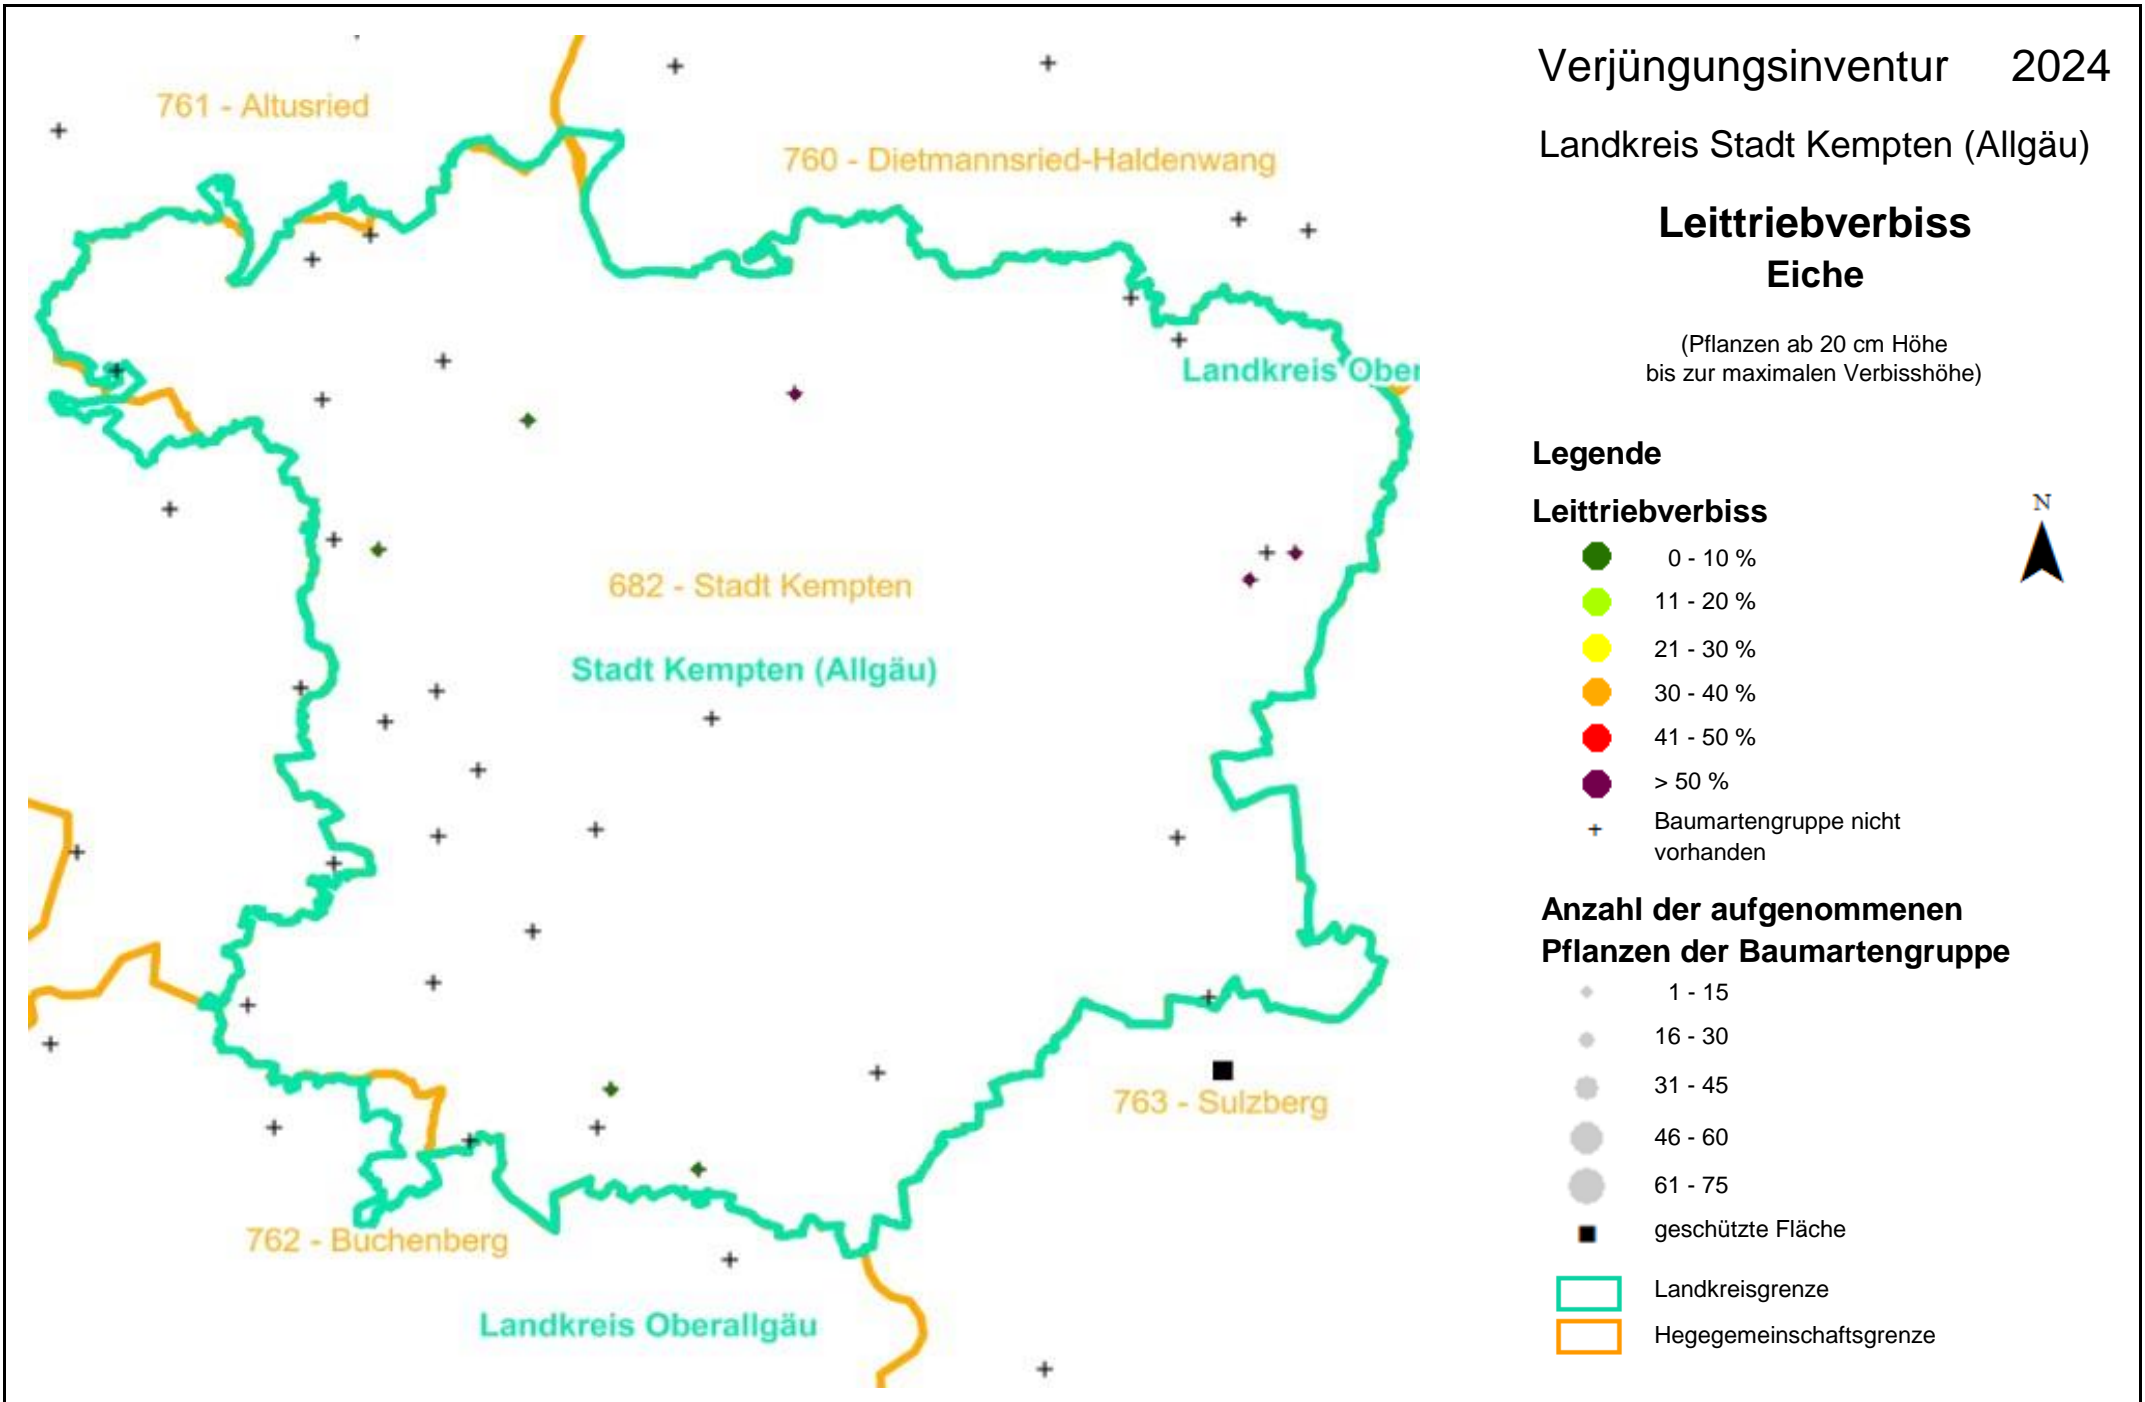 Verjüngungsinventur 2024
Landkreis Stadt Kempten (Allgäu)
Leittriebverbiss
Eiche
(Pflanzen ab 20 cm Höhe
bis zur maximalen Verbisshöhe)
Legende
Leittriebverbiss
N
0 - 10 %
11 - 20 %
21 - 30 %
30 - 40 %
41 - 50 %
> 50 %
Baumartengruppe nicht
vorhanden
Anzahl der aufgenommenen
Pflanzen der Baumartengruppe
1 - 15
16 - 30
31 - 45
46 - 60
61 - 75
geschützte Fläche
Landkreisgrenze
Hegegemeinschaftsgrenze
761 - Altusried
760 - Dietmannsried-Haldenwang
Landkreis Ober
682 - Stadt Kempten
Stadt Kempten (Allgäu)
763 - Sulzberg
762 - Buchenberg
Landkreis Oberallgäu